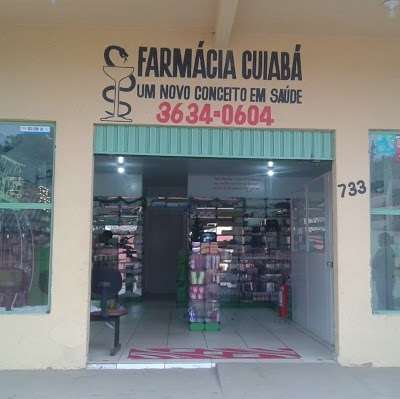 FARMÁCIA CUIABÁ
UM NOVO CONCEITO EM SAÚDE
3634-0604
733